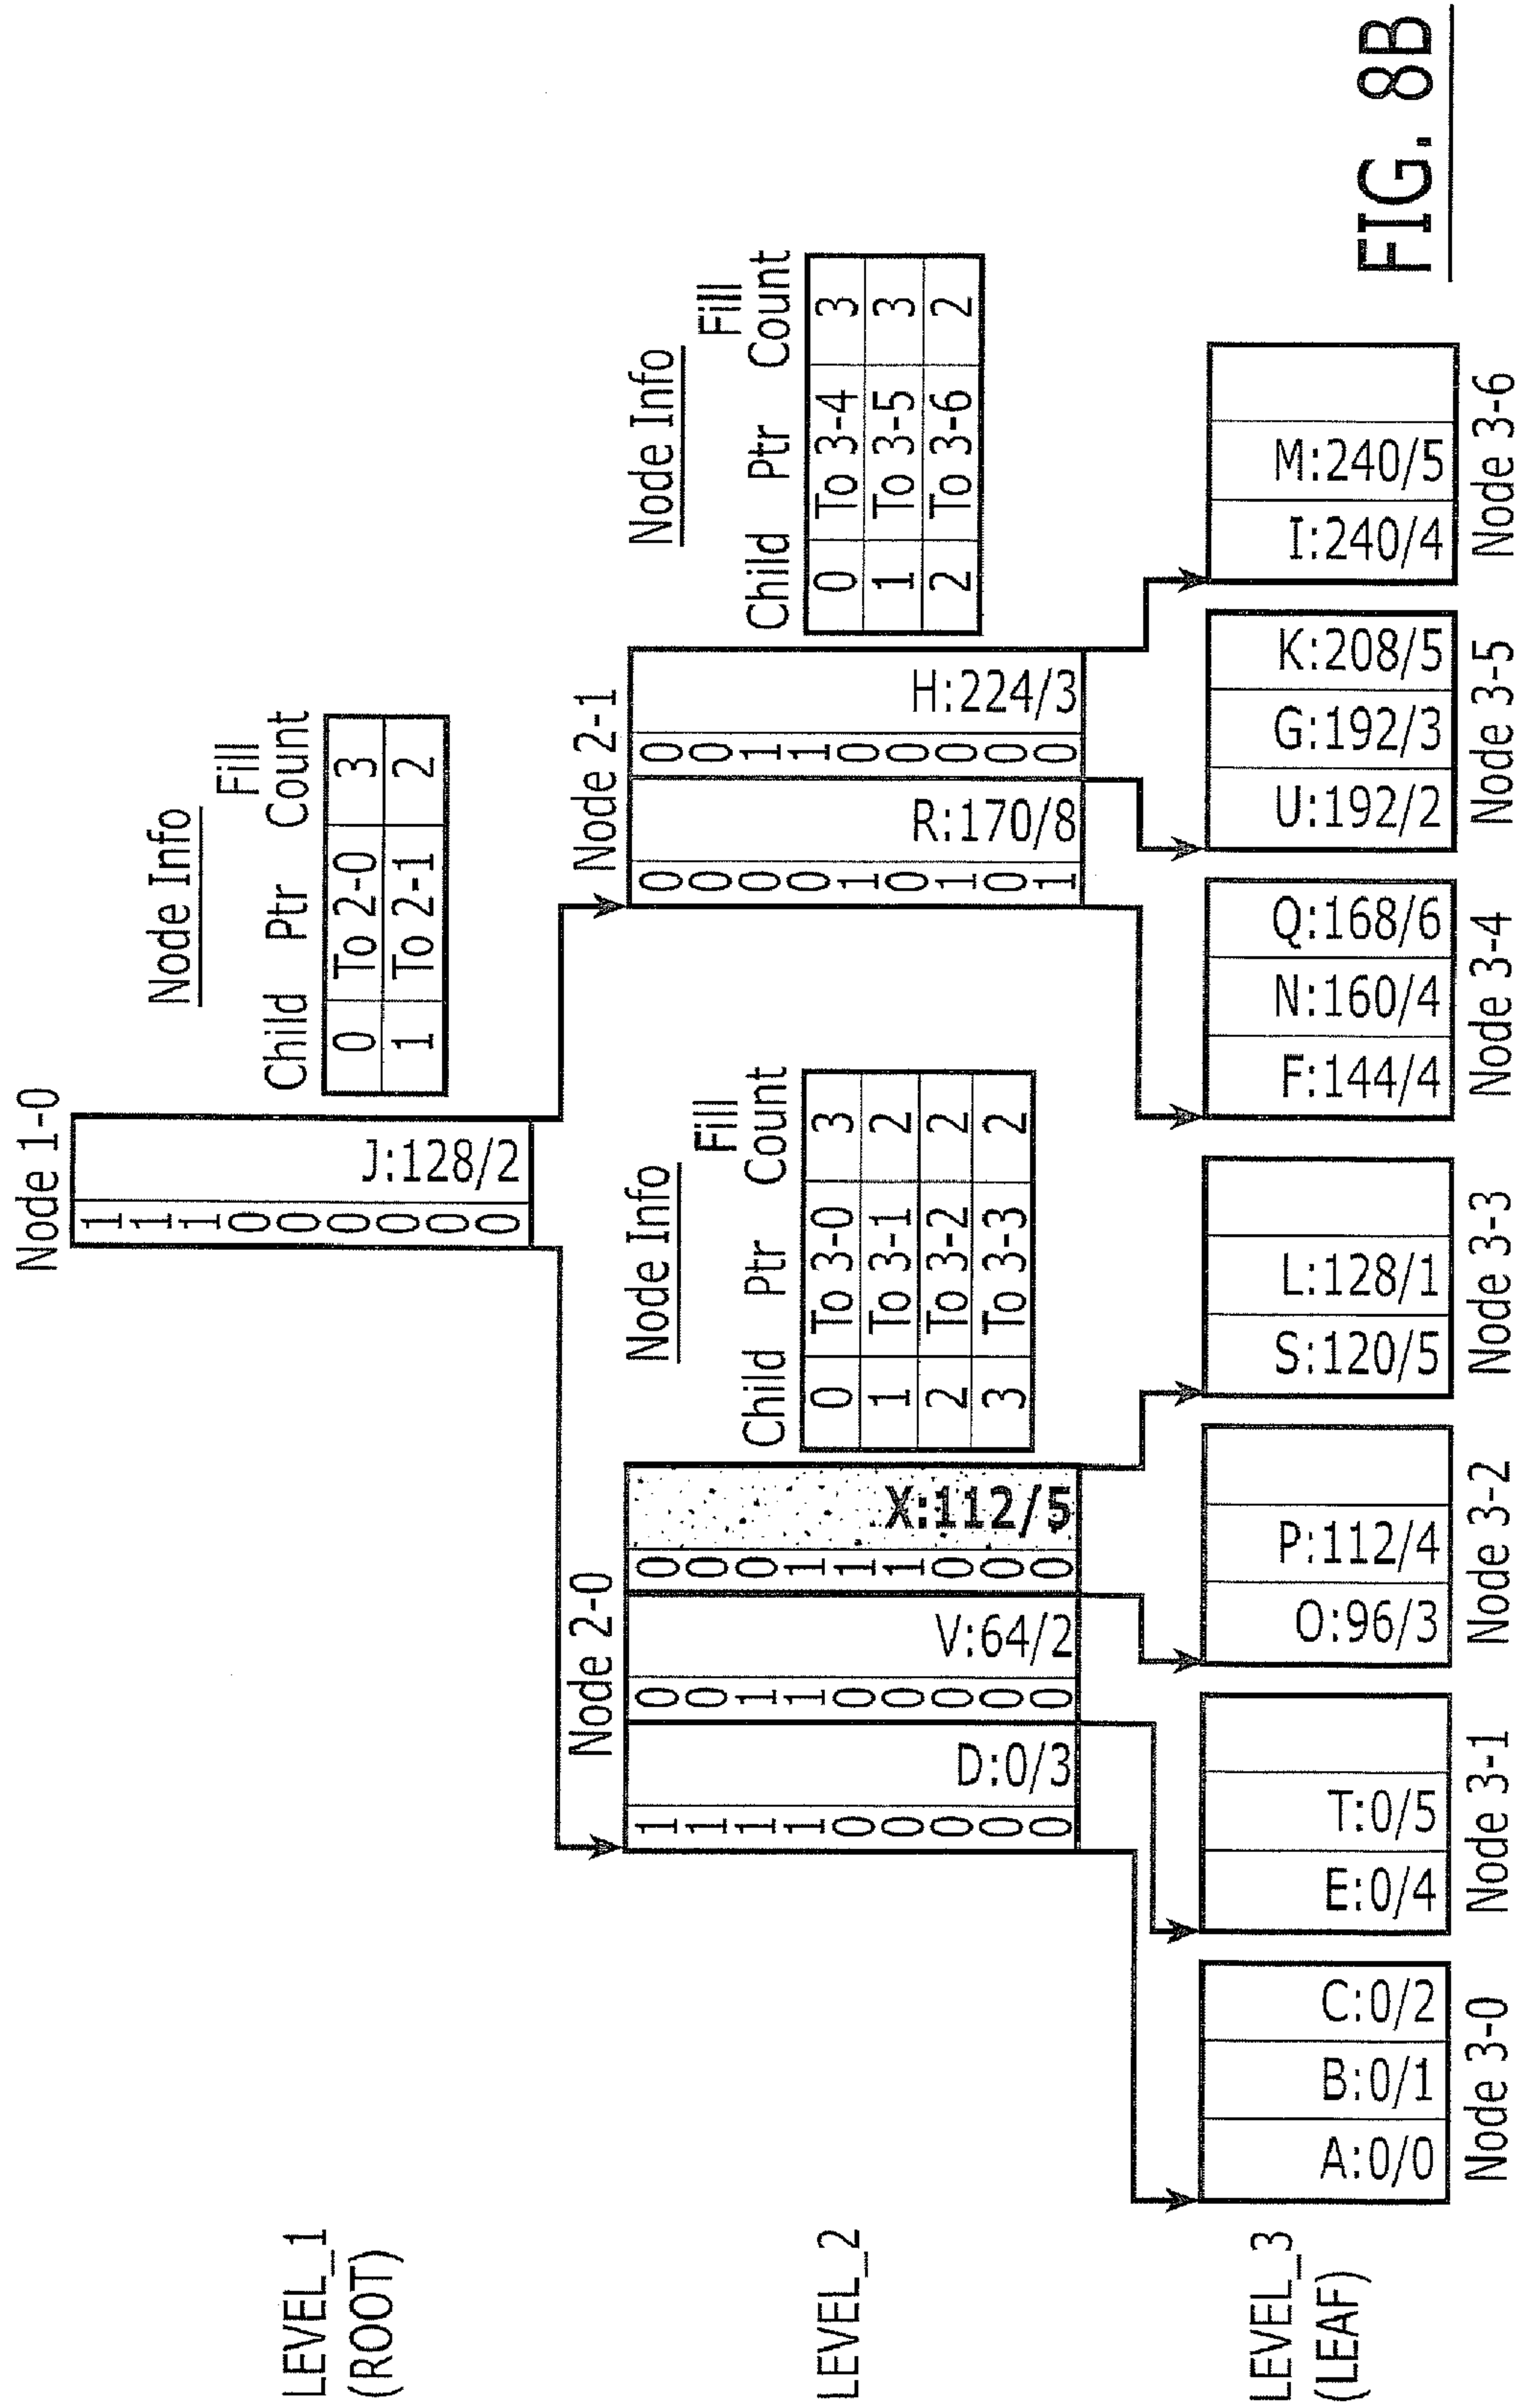 Node 1-0
1 1 1 0 0 0 0 0 0
J:128/2
Node Info
Child Ptr Fill Count
0 To 2-0 3
1 To 2-1 2
LEVEL_1
(ROOT)
Node 2-0
1 1 1 1 0 0 0 0 0
D:0/3
0 0 1 1 0 0 0 0 0
V:64/2
0 0 0 1 1 1 0 0 0
X:112/5
Node Info
Child Ptr Fill Count
0 To 3-0 3
1 To 3-1 2
2 To 3-2 2
3 To 3-3 2
Node 2-1
0 0 0 0 1 0 1 0 1
R:170/8
0 0 1 1 0 0 0 0 0
H:224/3
Node Info
Child Ptr Fill Count
0 To 3-4 3
1 To 3-5 3
2 To 3-6 2
LEVEL_2
LEVEL_3
(LEAF)
A:0/0 B:0/1 C:0/2
Node 3-0
E:0/4 T:0/5
Node 3-1
O:96/3 P:112/4
Node 3-2
S:120/5 L:128/1
Node 3-3
F:144/4 N:160/4 Q:168/6
Node 3-4
U:192/2 G:192/3 K:208/5
Node 3-5
I:240/4 M:240/5
Node 3-6
FIG. 8B